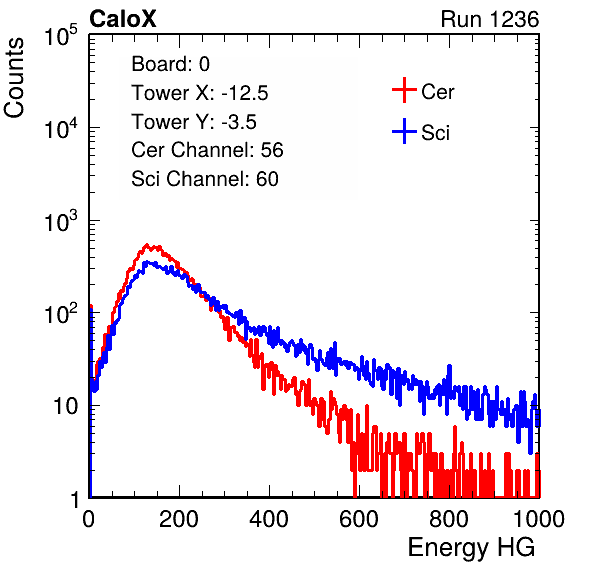 CaloX Run 1236
Counts
Board: 0
Tower X: -12.5
Tower Y: -3.5
Cer Channel: 56
Sci Channel: 60
Cer
Sci
10^5
10^4
10^3
10^2
10
1
0 200 400 600 800 1000
Energy HG